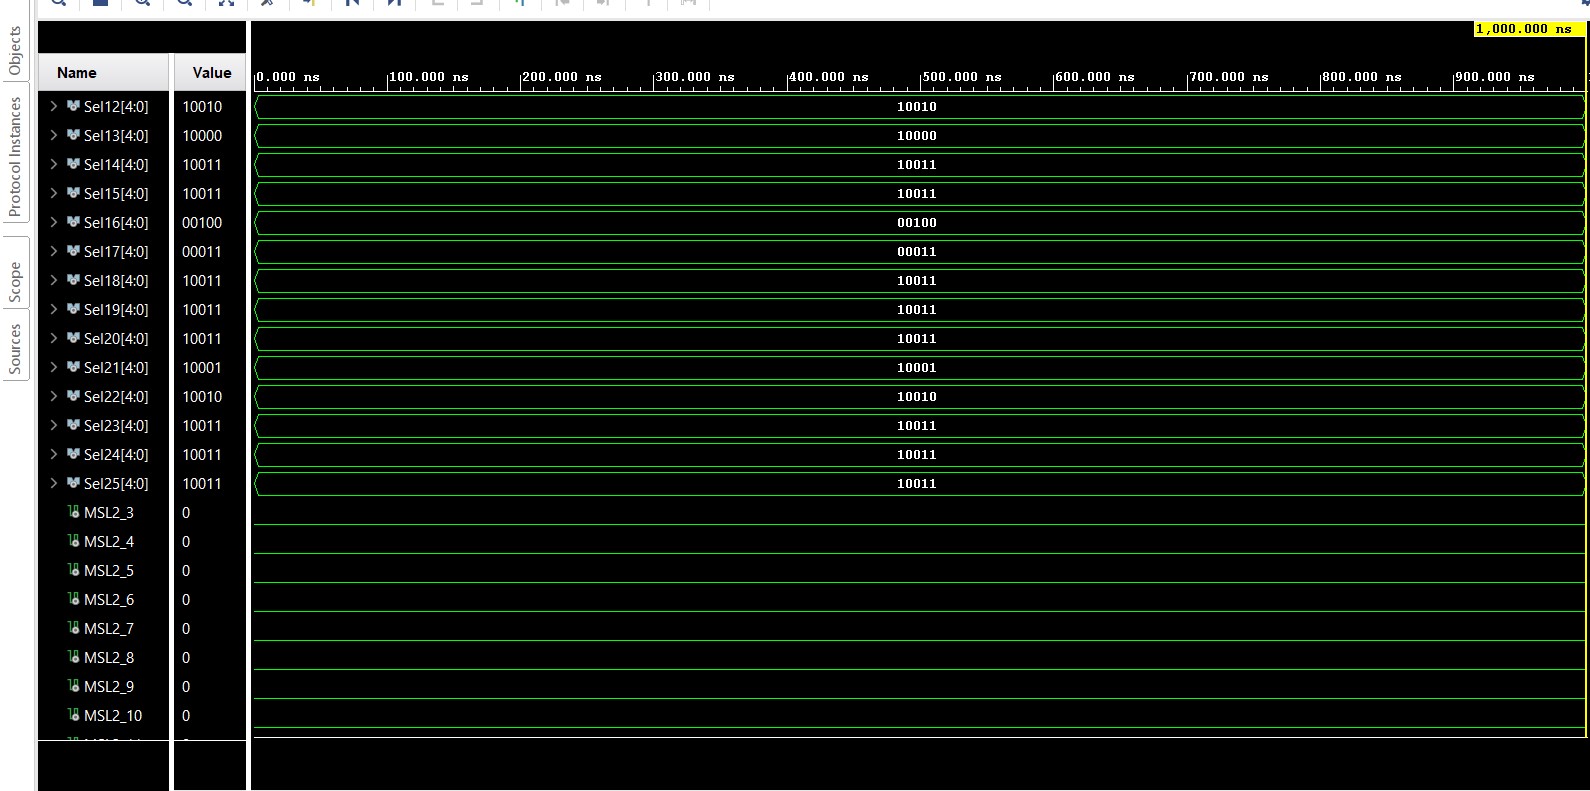 1,000.000 ns
Objects
Protocol Instances
Scope
Sources
Name Value 0.000 ns 100.000 ns 200.000 ns 300.000 ns 400.000 ns 500.000 ns 600.000 ns 700.000 ns 800.000 ns 900.000 ns
Sel12[4:0] 10010 10010
Sel13[4:0] 10000 10000
Sel14[4:0] 10011 10011
Sel15[4:0] 10011 10011
Sel16[4:0] 00100 00100
Sel17[4:0] 00011 00011
Sel18[4:0] 10011 10011
Sel19[4:0] 10011 10011
Sel20[4:0] 10011 10011
Sel21[4:0] 10001 10001
Sel22[4:0] 10010 10010
Sel23[4:0] 10011 10011
Sel24[4:0] 10011 10011
Sel25[4:0] 10011 10011
MSL2_3 0
MSL2_4 0
MSL2_5 0
MSL2_6 0
MSL2_7 0
MSL2_8 0
MSL2_9 0
MSL2_10 0